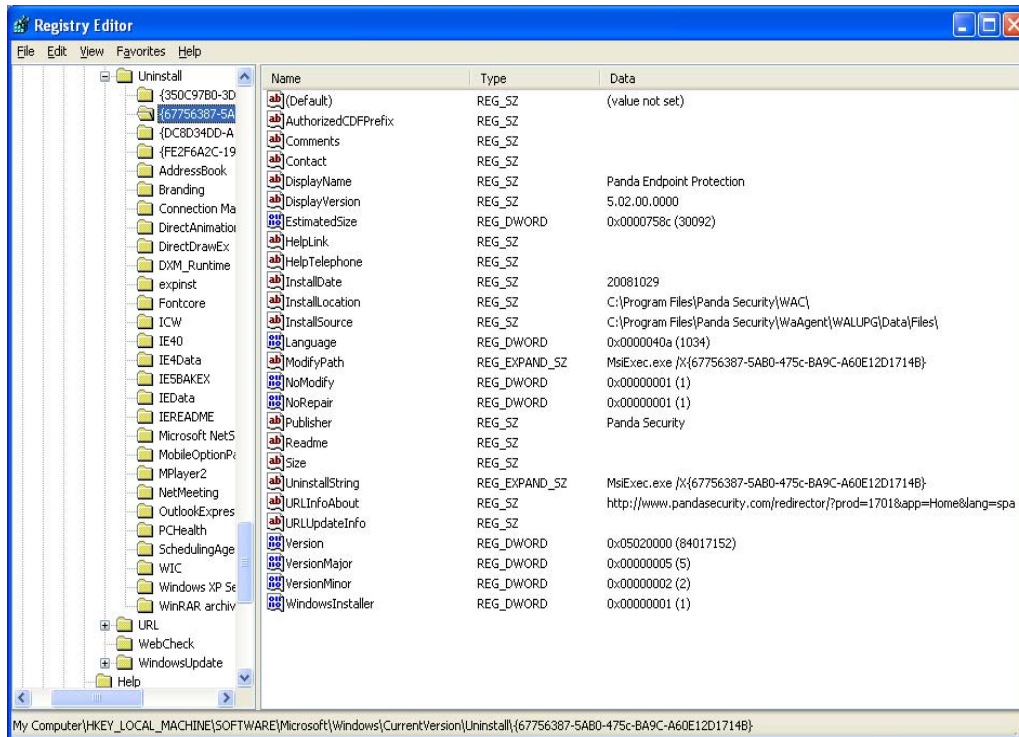 Registry Editor
File Edit View Favorites Help
Uninstall
{350C97B0-3D
{67756387-5A
{DC8D34DD-A
{FE2F6A2C-19
AddressBook
Branding
Connection Ma
DirectAnimation
DirectDrawEx
DXM_Runtime
expinst
Fontcore
ICW
IE40
IE4Data
IE5BAKEX
IEData
IEREADME
Microsoft NetS
MobileOptionPa
MPlayer2
NetMeeting
OutlookExpres
PCHealth
SchedulingAge
WIC
Windows XP Se
WinRAR archiv
URL
WebCheck
WindowsUpdate
Help
Name Type Data
(Default) REG_SZ (value not set)
AuthorizedCDFPrefix REG_SZ
Comments REG_SZ
Contact REG_SZ
DisplayName REG_SZ Panda Endpoint Protection
DisplayVersion REG_SZ 5.02.00.0000
EstimatedSize REG_DWORD 0x0000758c (30092)
HelpLink REG_SZ
HelpTelephone REG_SZ
InstallDate REG_SZ 20081029
InstallLocation REG_SZ C:\Program Files\Panda Security\WAC\
InstallSource REG_SZ C:\Program Files\Panda Security\WaAgent\WALUPG\Data\Files\
Language REG_DWORD 0x0000040a (1034)
ModifyPath REG_EXPAND_SZ MsiExec.exe /X{67756387-5AB0-475c-BA9C-A60E12D1714B}
NoModify REG_DWORD 0x00000001 (1)
NoRepair REG_DWORD 0x00000001 (1)
Publisher REG_SZ Panda Security
Readme REG_SZ
Size REG_SZ
UninstallString REG_EXPAND_SZ MsiExec.exe /X{67756387-5AB0-475c-BA9C-A60E12D1714B}
URLInfoAbout REG_SZ http://www.pandasecurity.com/redirector/?prod=1701&app=Home&lang=spa
URLUpdateInfo REG_SZ
Version REG_DWORD 0x05020000 (84017152)
VersionMajor REG_DWORD 0x00000005 (5)
VersionMinor REG_DWORD 0x00000002 (2)
WindowsInstaller REG_DWORD 0x00000001 (1)
My Computer\HKEY_LOCAL_MACHINE\SOFTWARE\Microsoft\Windows\CurrentVersion\Uninstall\{67756387-5AB0-475c-BA9C-A60E12D1714B}